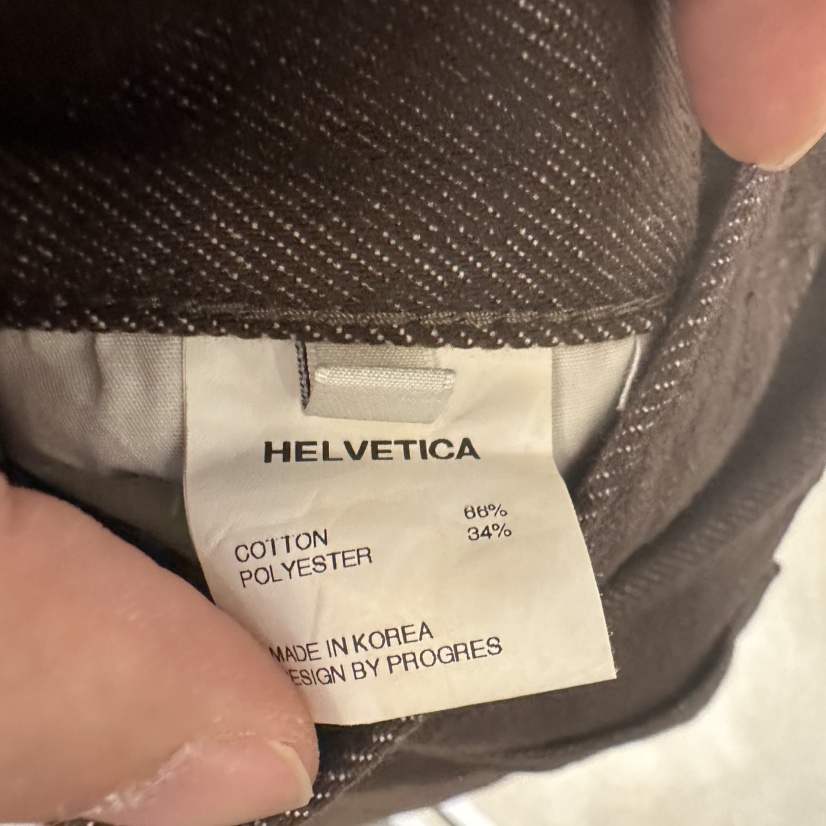 HELVETICA
COTTON 66%
POLYESTER 34%
MADE IN KOREA
ESIGN BY PROGRES